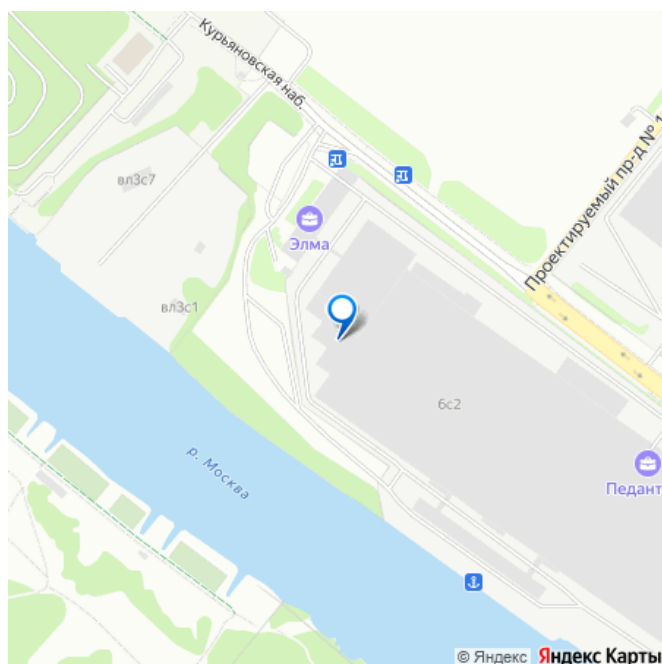 Курьяновская наб.
Проектируемый пр-д № 1
вл3с7
Элма
вл3с1
6с2
р. Москва
Педант
© Яндекс Яндекс Карты